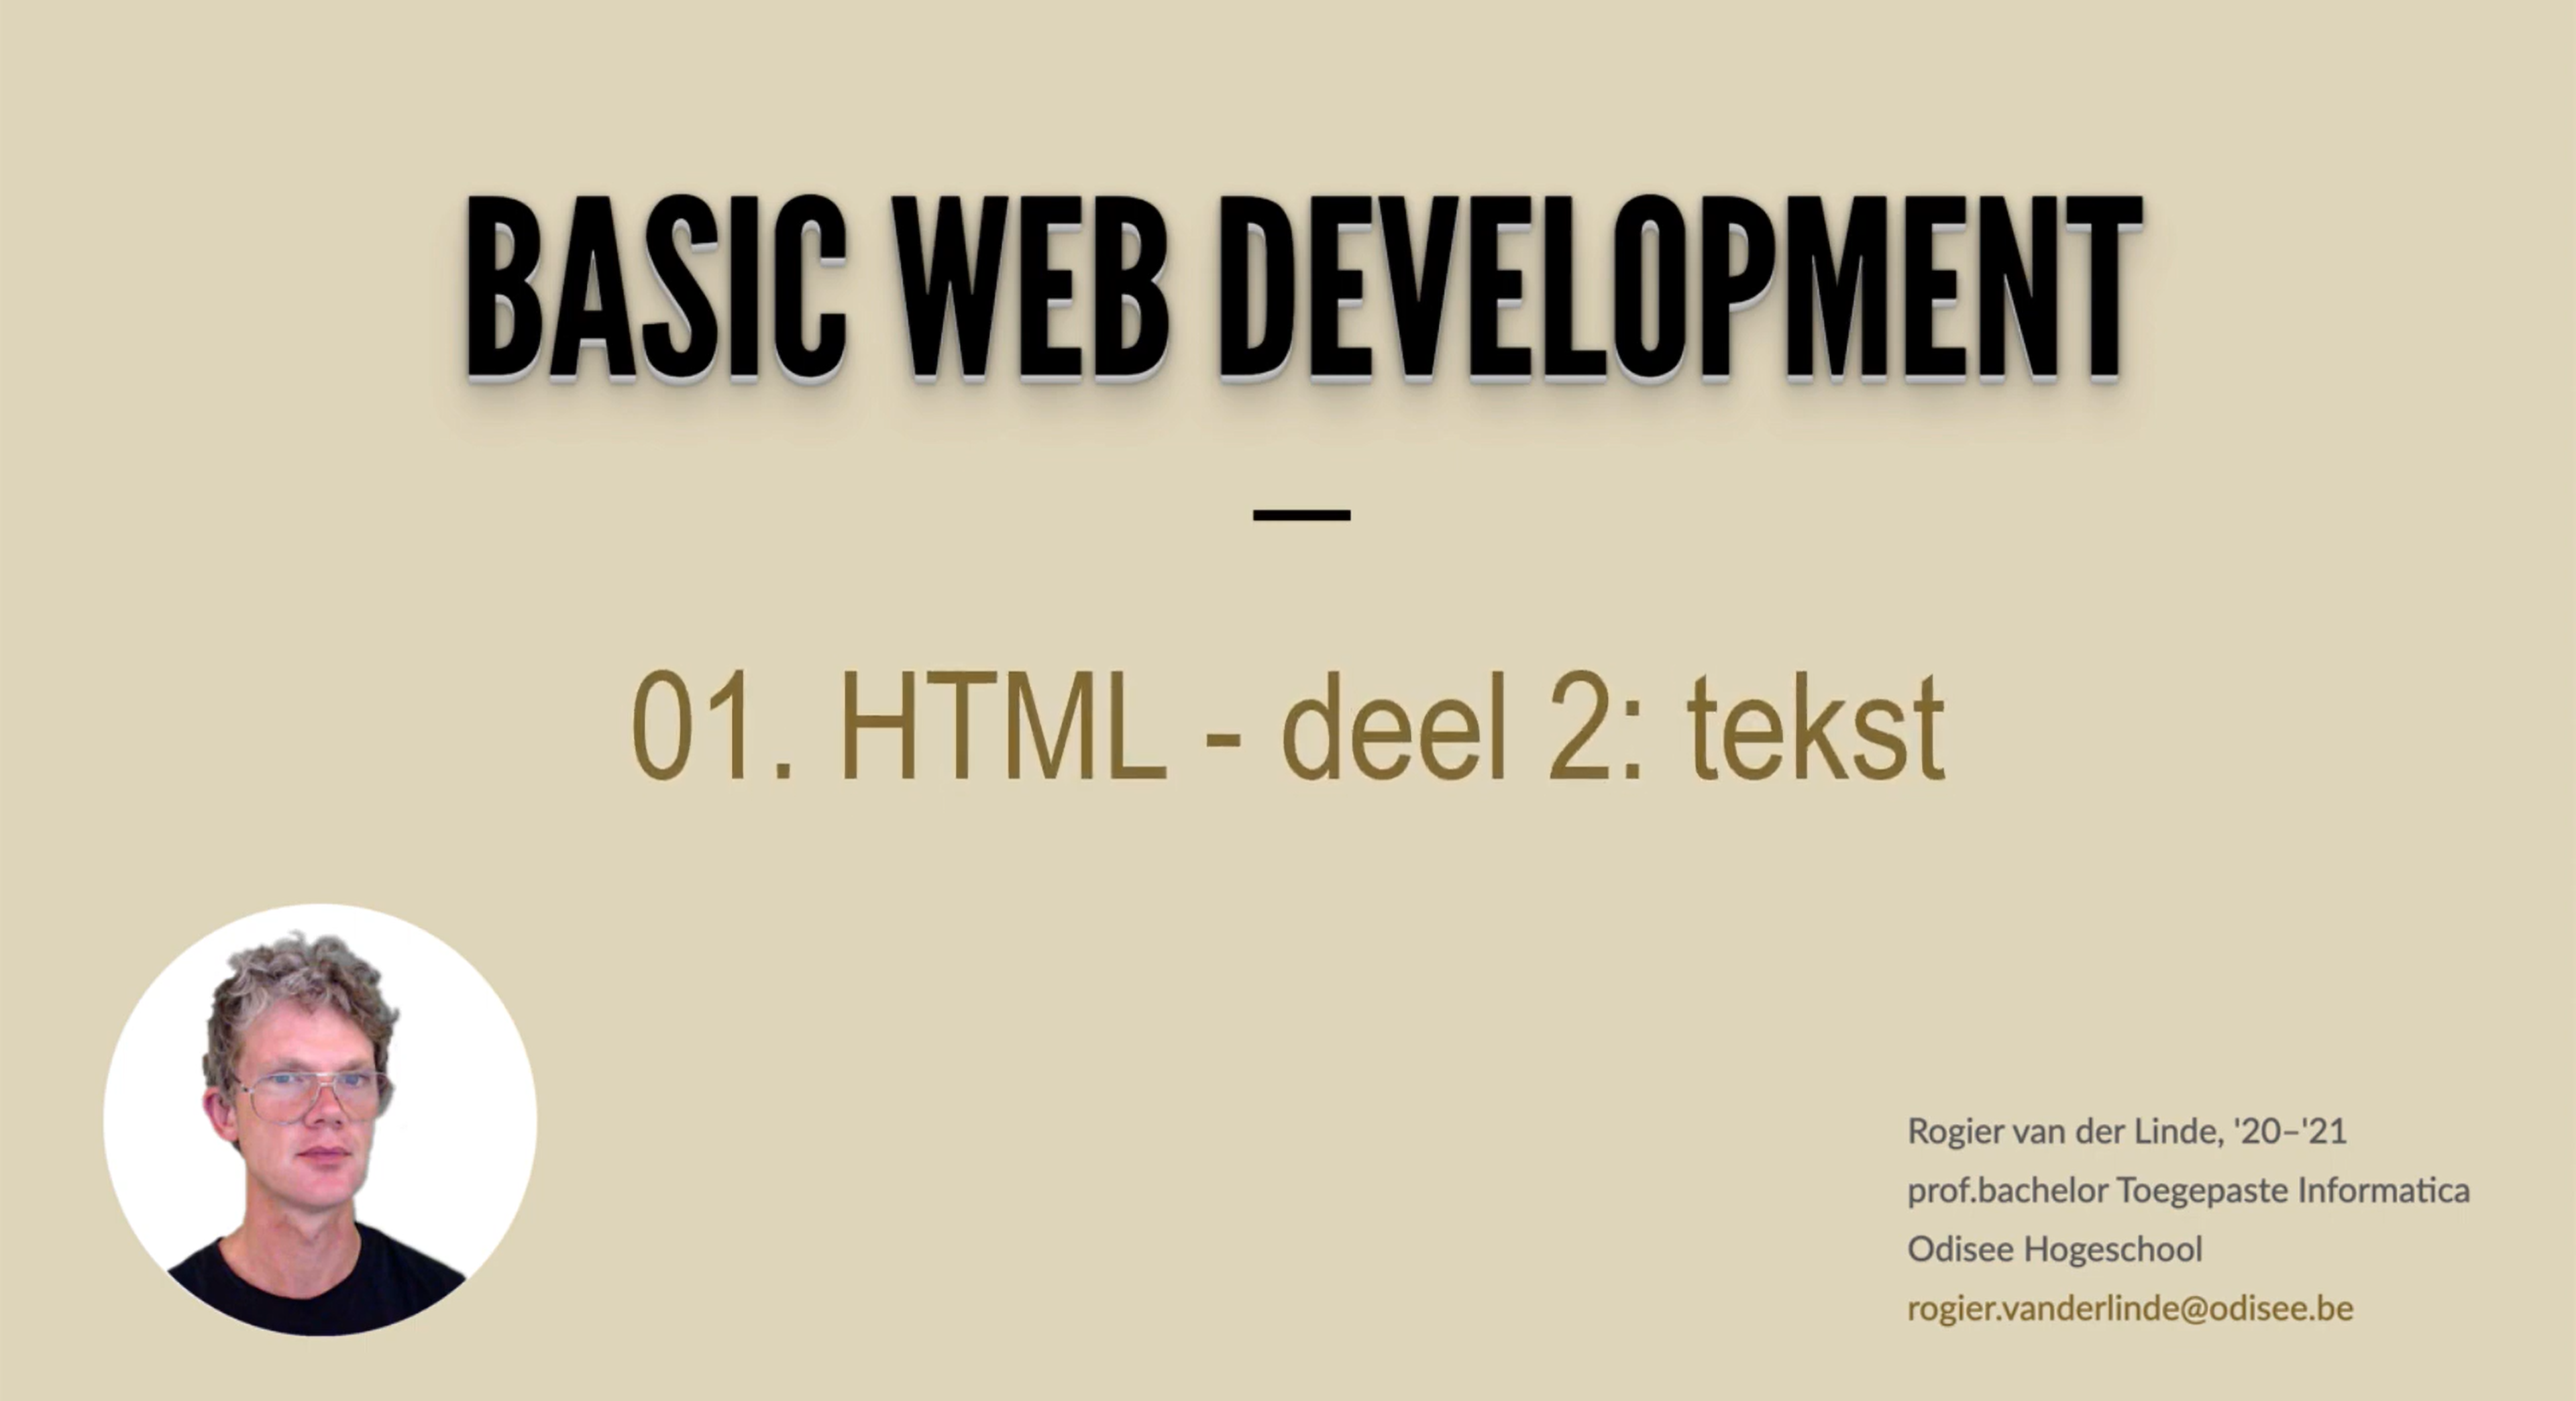 BASIC WEB DEVELOPMENT
01. HTML - deel 2: tekst
Rogier van der Linde, '20–'21
prof.bachelor Toegepaste Informatica
Odisee Hogeschool
rogier.vanderlinde@odisee.be